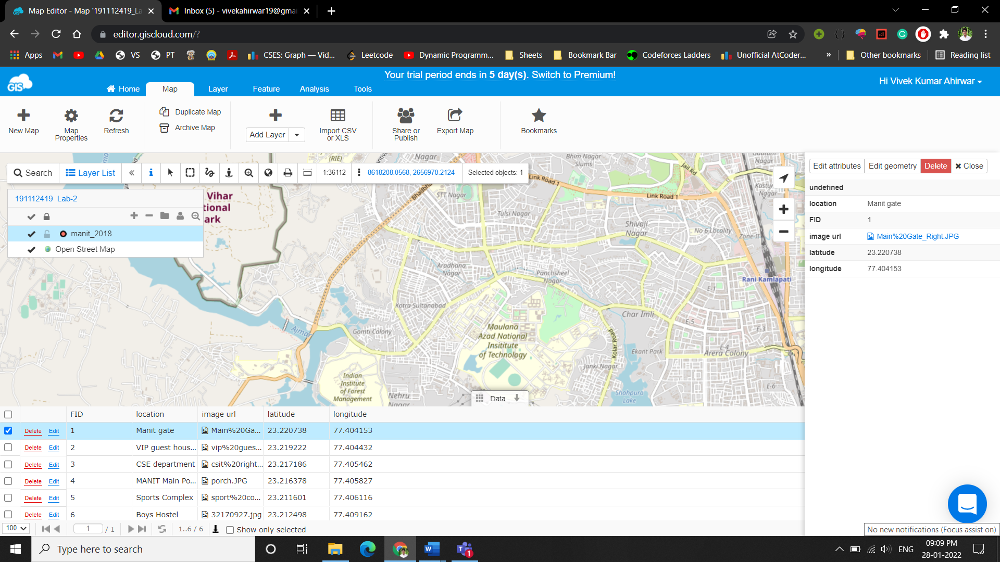 Map Editor - Map '191112419_La
Inbox (5) - vivekahirwar19@gmai
editor.giscloud.com/?
Apps
VS
PT
CSES: Graph — Vid...
Leetcode
Dynamic Programm...
Sheets
Bookmark Bar
Codeforces Ladders
Unofficial AtCoder...
»
Other bookmarks
Reading list
Your trial period ends in 5 day(s). Switch to Premium!
GIS
Home
Map
Layer
Feature
Analysis
Tools
Hi Vivek Kumar Ahirwar
New Map
Map Properties
Refresh
Duplicate Map
Archive Map
Add Layer
Import CSV or XLS
Share or Publish
Export Map
Bookmarks
Search
Layer List
«
1:36112
8618208.0568, 2656970.2124
Selected objects: 1
191112419 Lab-2
manit_2018
Open Street Map
Vihar
tional
ark
(RIE)
Nagar
Bhim Nagar
Slums
Jail Rd
Link Road 1
Link Road 1
STT Nagar
Tulsi Nagar
Shivaji
Nagar
No 6 Locality
Zone-II
Aradhana
Nagar
Panchsheel
Nagar
Rani Kamlapati
E-1
Kotra Sultanabad
Char Imli
E-5
E-3
Gomti Colony
Maulana
Azad National
Insititute
of Technology
Kolar Road
Ekant Park
E-4
Arera Colony
Janki Nagar
Indian
Institute
of Forest
Management
Nehru
Nagar
Shahpura
Lake
E-6
Edit attributes
Edit geometry
Delete
Close
undefined
location Manit gate
FID 1
image url Main%20Gate_Right.JPG
latitude 23.220738
longitude 77.404153
Data
FID location image url latitude longitude
Delete Edit 1 Manit gate Main%20Ga... 23.220738 77.404153
Delete Edit 2 VIP guest hous... vip%20gues... 23.219222 77.404432
Delete Edit 3 CSE department csit%20right... 23.217186 77.405462
Delete Edit 4 MANIT Main Po... porch.JPG 23.216378 77.405827
Delete Edit 5 Sports Complex sport%20co... 23.211601 77.406116
Delete Edit 6 Boys Hostel 32170927.jpg 23.212498 77.409162
100
1 / 1
1..6 / 6
Show only selected
No new notifications (Focus assist on)
Type here to search
1
ENG
09:09 PM
28-01-2022